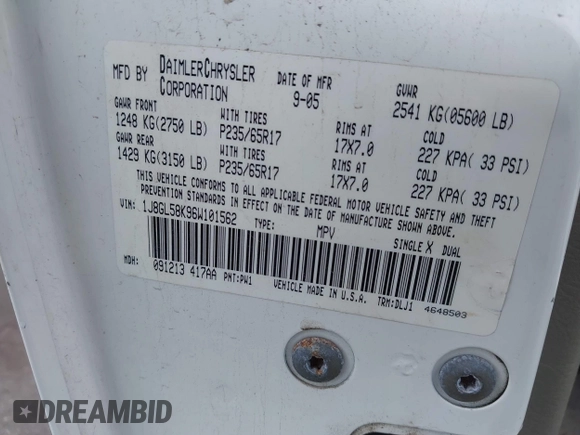 MFD BY DAIMLERCHRYSLER CORPORATION DATE OF MFR 9-05 GVWR 2541 KG(05600 LB)
GAWR FRONT WITH TIRES RIMS AT COLD
1248 KG(2750 LB) P235/65R17 17X7.0 227 KPA( 33 PSI)
GAWR REAR WITH TIRES RIMS AT COLD
1429 KG(3150 LB) P235/65R17 17X7.0 227 KPA( 33 PSI)
THIS VEHICLE CONFORMS TO ALL APPLICABLE FEDERAL MOTOR VEHICLE SAFETY AND THEFT
PREVENTION STANDARDS IN EFFECT ON THE DATE OF MANUFACTURE SHOWN ABOVE.
VIN: 1J8GL58K96W101562 TYPE: MPV SINGLE X DUAL
MDH: 091213 417AA PNT:PW1 VEHICLE MADE IN U.S.A. TRM:DLJ1 4648503
DREAMBID